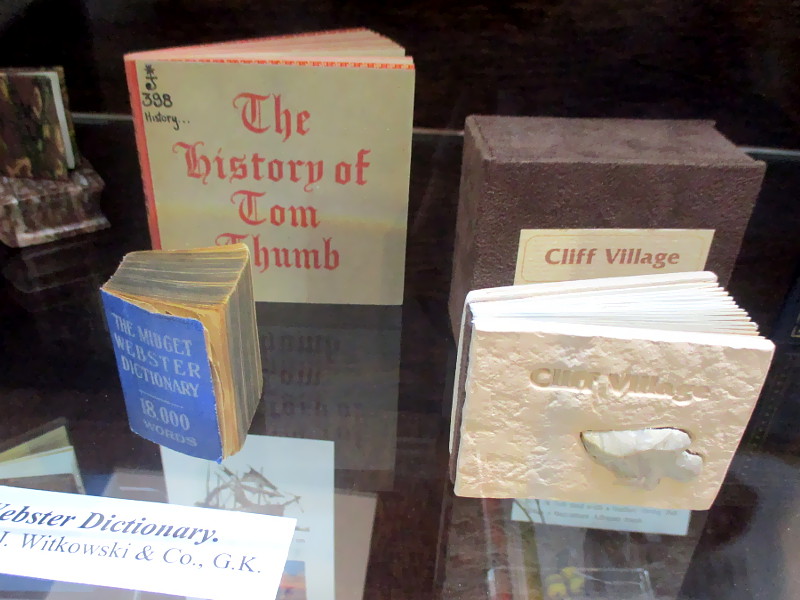 *
J
398
History...
The
History of
Tom
Thumb
Cliff Village
THE MIDGET
WEBSTER
DICTIONARY
18,000
WORDS
Cliff Village
Webster Dictionary.
J. Witkowski & Co., G.K.